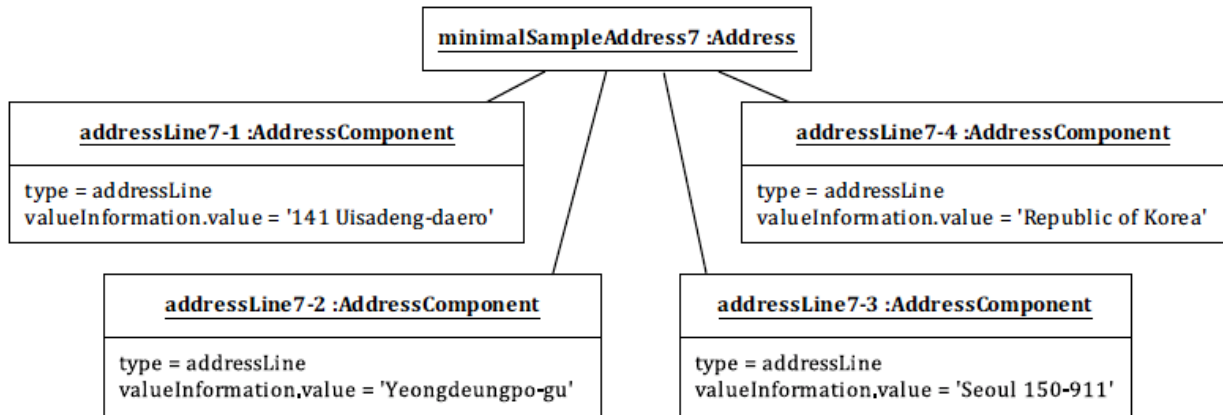 minimalSampleAddress7 :Address
addressLine7-1 :AddressComponent
type = addressLine
valueInformation.value = '141 Uisadeng-daero'
addressLine7-4 :AddressComponent
type = addressLine
valueInformation.value = 'Republic of Korea'
addressLine7-2 :AddressComponent
type = addressLine
valueInformation.value = 'Yeongdeungpo-gu'
addressLine7-3 :AddressComponent
type = addressLine
valueInformation.value = 'Seoul 150-911'